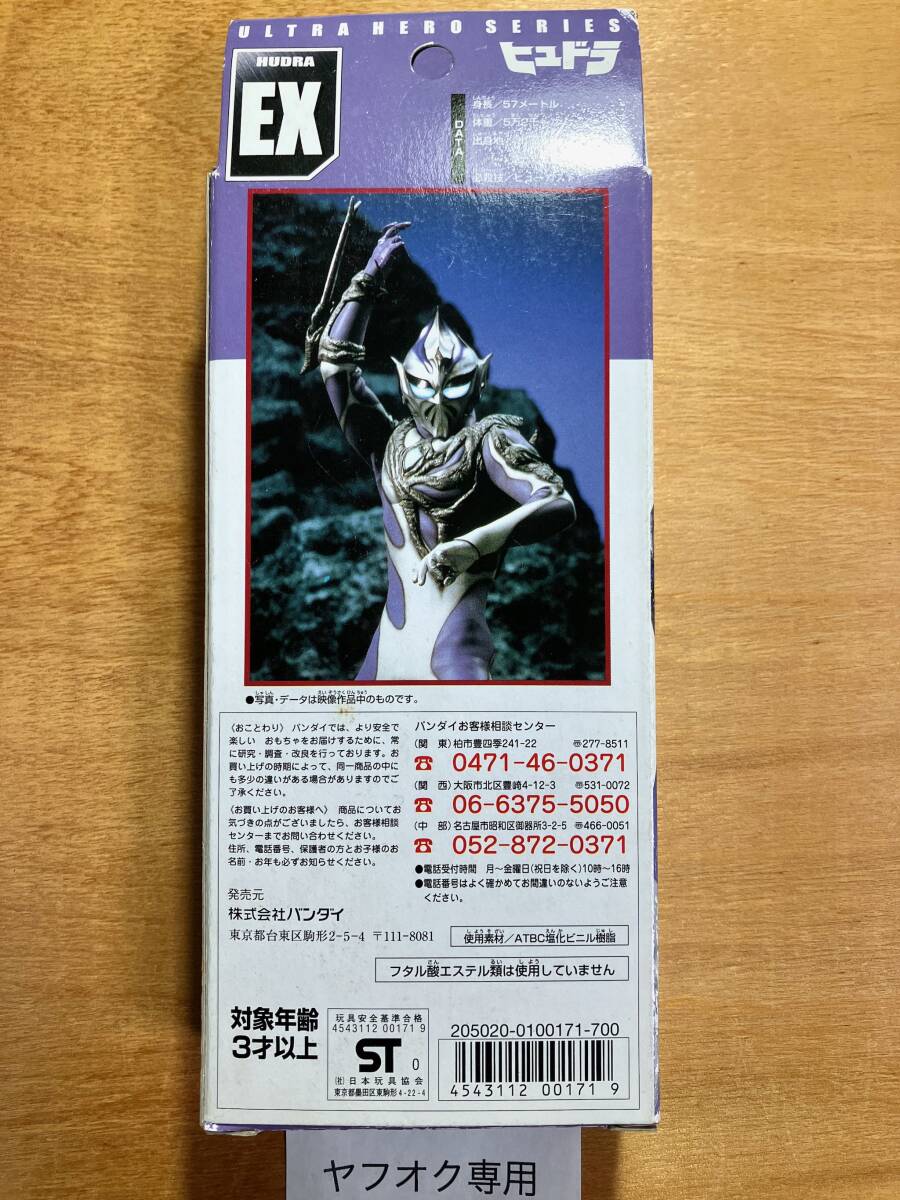 ULTRA HERO SERIES
HUDRA
EX
ヒュドラ
DATA
身長/57メートル
体重/5万2千
出身地
●写真・データは映像作品中のものです。
〈おことわり〉 バンダイでは、より安全で
楽しい おもちゃをお届けするために、常
に研究・調査・改良を行っております。お
買い上げの時期によって、同一商品の中に
も多少の違いがある場合がありますのでご
了承ください。
〈お買い上げのお客様へ〉 商品についてお
気づきの点がございましたら、お客様相談
センターまでお問い合わせください。
住所、電話番号、保護者の方とお子様のお
名前・お年も必ずお知らせください。
発売元
株式会社バンダイ
東京都台東区駒形2-5-4 〒111-8081
バンダイお客様相談センター
(関 東)柏市豊四季241-22 〒277-8511
☎ 0471-46-0371
(関 西)大阪市北区豊崎4-12-3 〒531-0072
☎ 06-6375-5050
(中 部)名古屋市昭和区御器所3-2-5 〒466-0051
☎ 052-872-0371
●電話受付時間 月〜金曜日(祝日を除く)10時〜16時
●電話番号はよく確かめてお間違いのないようご注意
ください。
使用素材/ATBC塩化ビニル樹脂
フタル酸エステル類は使用していません
対象年齢
3才以上
玩具安全基準合格
4543112 00171 9
ST 0
(社)日本玩具協会
東京都墨田区東駒形4-22-4
205020-0100171-700
4543112 001719
ヤフオク専用